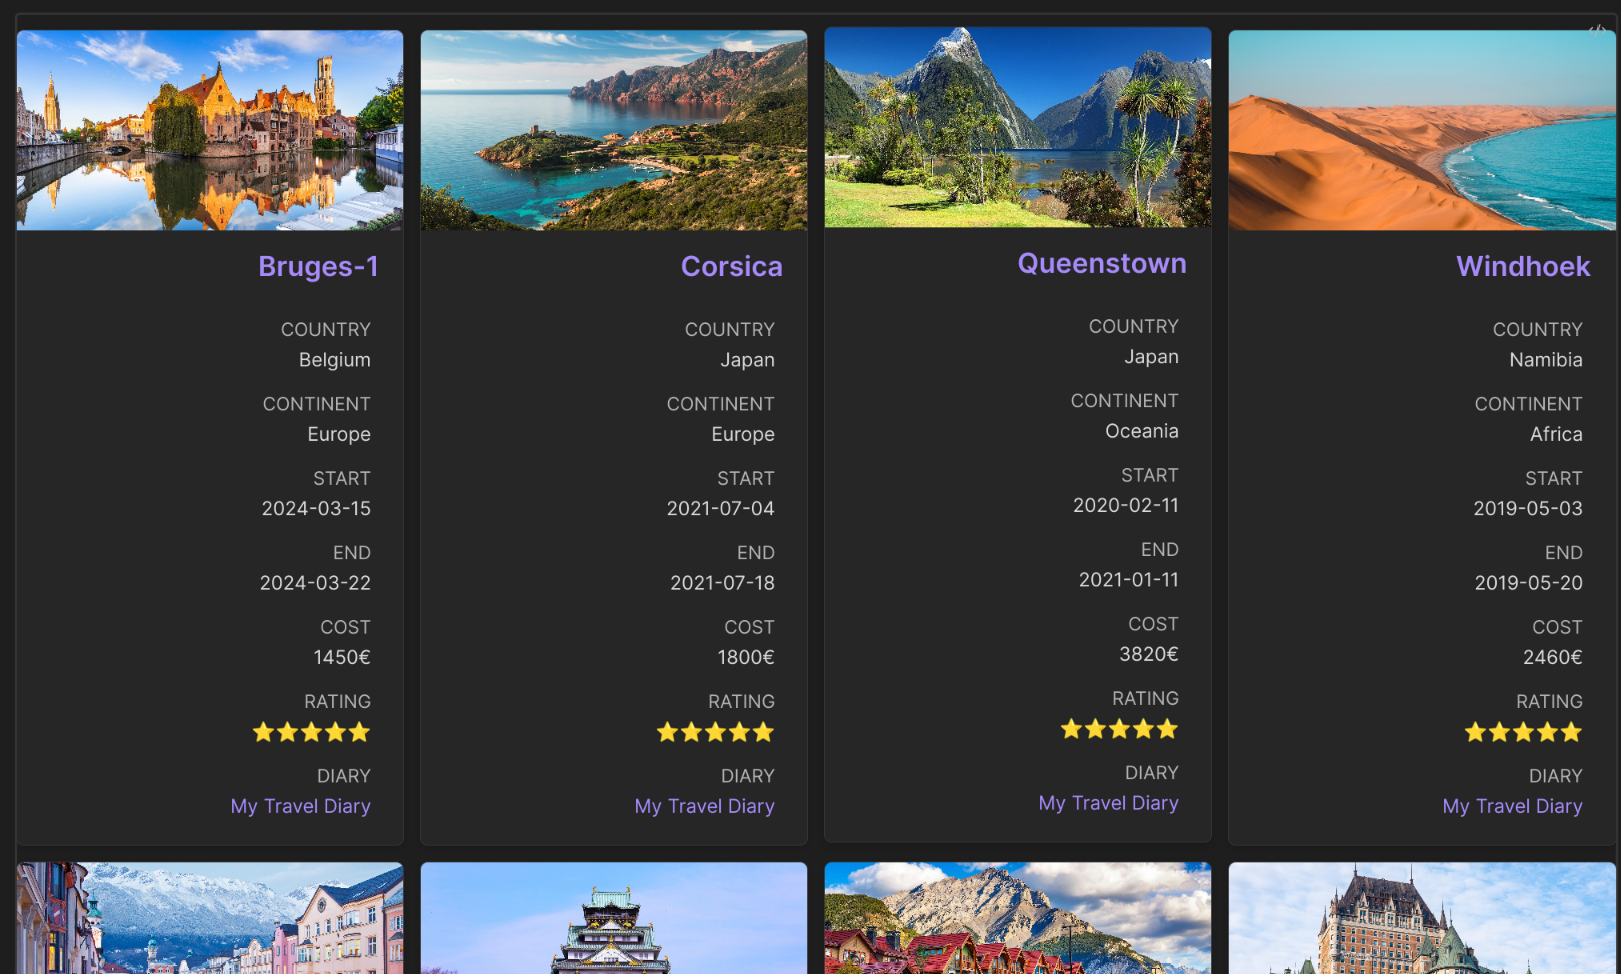 Bruges-1
COUNTRY
Belgium
CONTINENT
Europe
START
2024-03-15
END
2024-03-22
COST
1450€
RATING
⭐⭐⭐⭐⭐
DIARY
My Travel Diary
Corsica
COUNTRY
Japan
CONTINENT
Europe
START
2021-07-04
END
2021-07-18
COST
1800€
RATING
⭐⭐⭐⭐⭐
DIARY
My Travel Diary
Queenstown
COUNTRY
Japan
CONTINENT
Oceania
START
2020-02-11
END
2021-01-11
COST
3820€
RATING
⭐⭐⭐⭐⭐
DIARY
My Travel Diary
Windhoek
COUNTRY
Namibia
CONTINENT
Africa
START
2019-05-03
END
2019-05-20
COST
2460€
RATING
⭐⭐⭐⭐⭐
DIARY
My Travel Diary